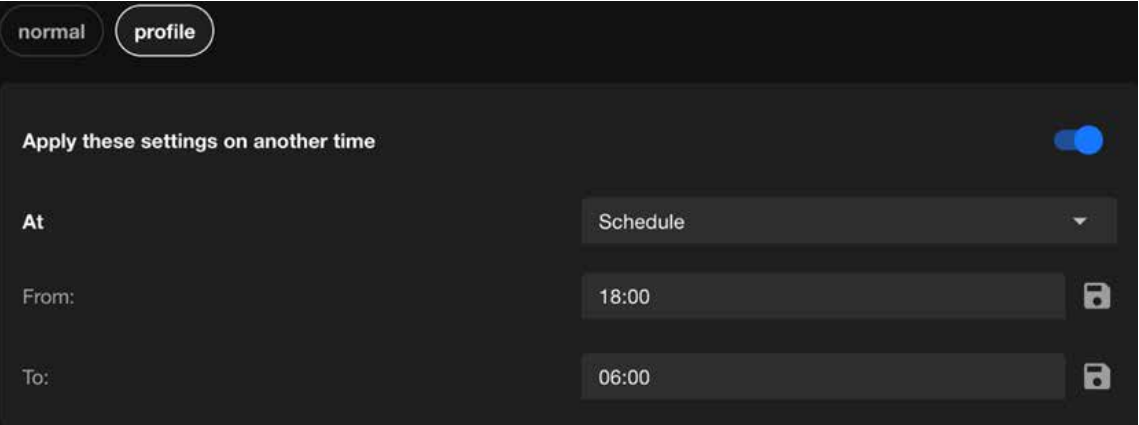 normal profile
Apply these settings on another time
At Schedule
From: 18:00
To: 06:00